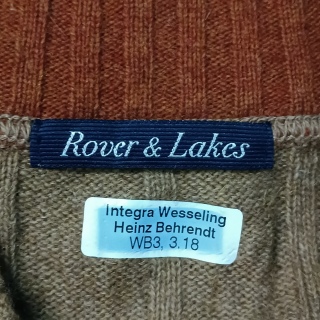 Rover & Lakes
Integra Wesseling
Heinz Behrendt
WB3, 3.18